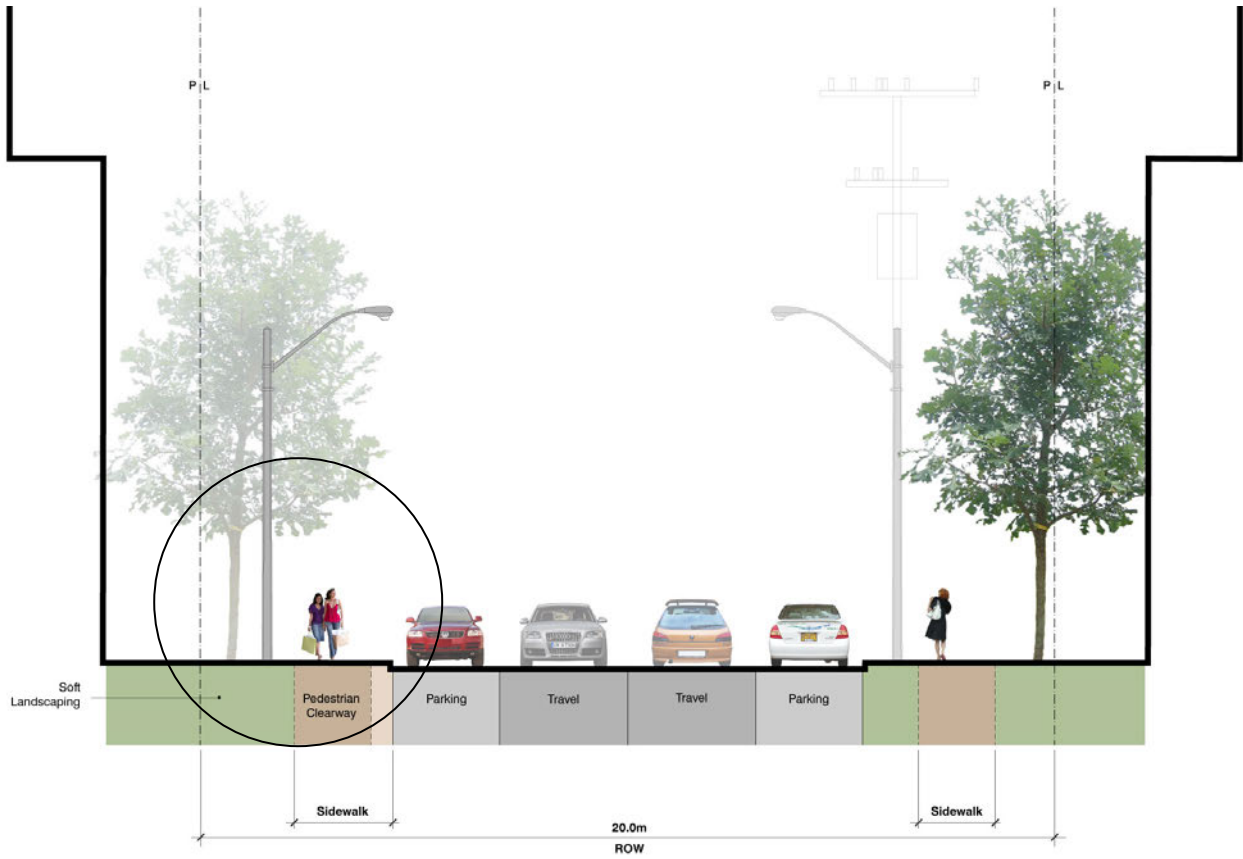 P L
P L
Soft
Landscaping
Pedestrian
Clearway
Parking
Travel
Travel
Parking
Sidewalk
Sidewalk
20.0m
ROW